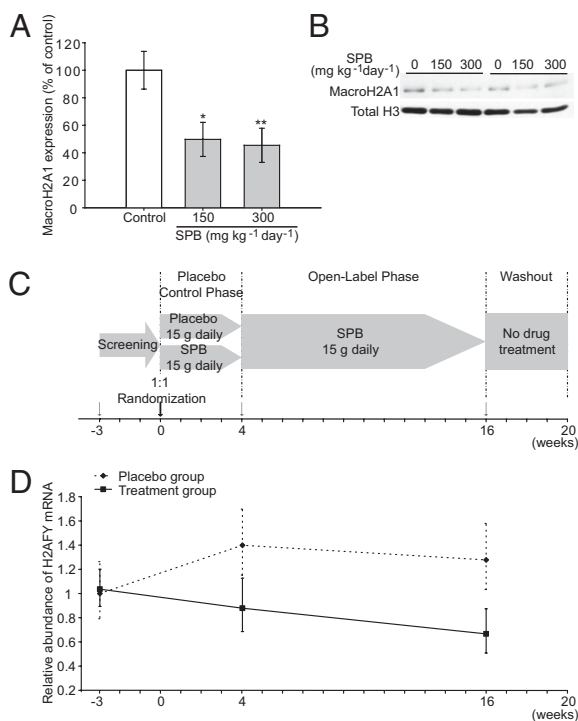 A
MacroH2A1 expression (% of control)
120
100
80
60
40
20
0
*
**
Control
150
300
SPB (mg kg -1 day-1)
B
SPB
(mg kg -1day-1)
0 150 300 0 150 300
MacroH2A1
Total H3
C
Placebo
Control Phase
Open-Label Phase
Washout
Screening
Placebo
15 g daily
SPB
15 g daily
SPB
15 g daily
No drug
treatment
1:1
Randomization
-3 0 4 16 20
(weeks)
D
Placebo group
Treatment group
Relative abundance of H2AFY mRNA
1.8
1.6
1.4
1.2
1
0.8
0.6
0.4
0.2
-3 0 4 16 20
(weeks)